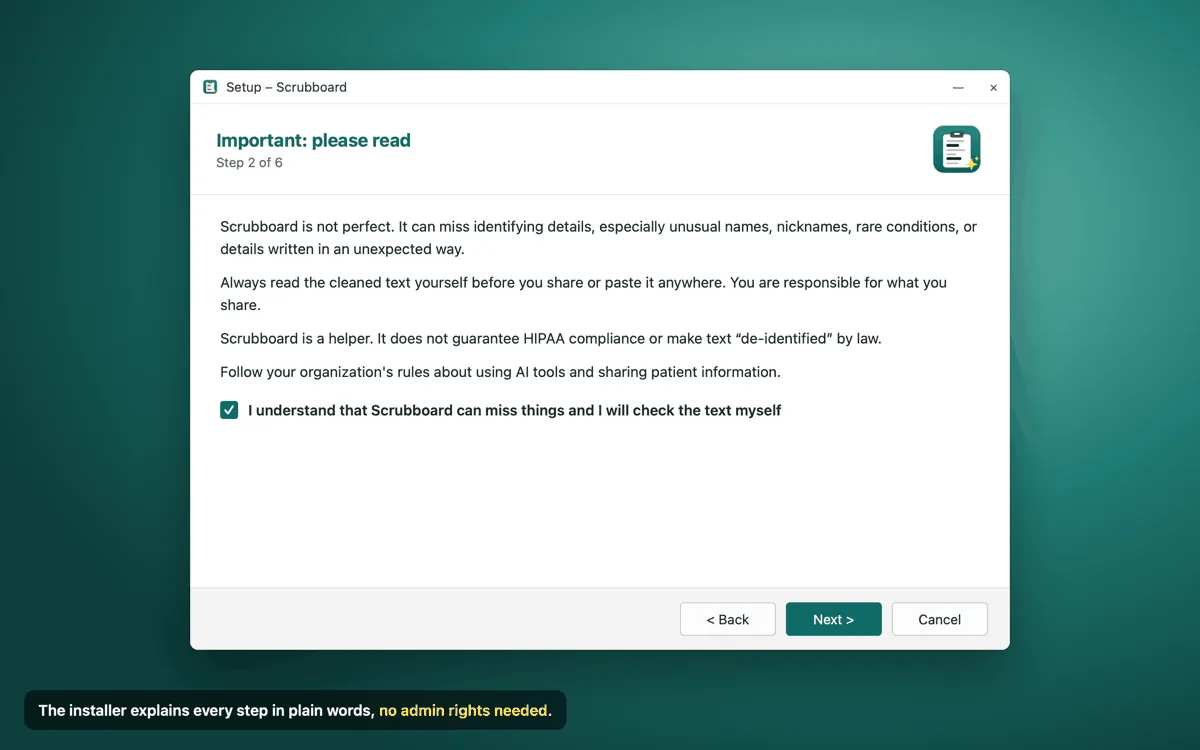 Setup – Scrubboard
Important: please read
Step 2 of 6
Scrubboard is not perfect. It can miss identifying details, especially unusual names, nicknames, rare conditions, or
details written in an unexpected way.
Always read the cleaned text yourself before you share or paste it anywhere. You are responsible for what you
share.
Scrubboard is a helper. It does not guarantee HIPAA compliance or make text “de-identified” by law.
Follow your organization's rules about using AI tools and sharing patient information.
I understand that Scrubboard can miss things and I will check the text myself
< Back
Next >
Cancel
The installer explains every step in plain words, no admin rights needed.